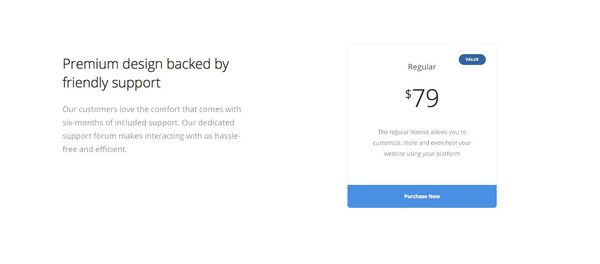 Premium design backed by
friendly support
Our customers love the comfort that comes with
six-months of included support. Our dedicated
support forum makes interacting with us hassle-
free and efficient.
VALUE
Regular
$79
The regular license allows you to
customize, store and even host your
website using your platform
Purchase Now